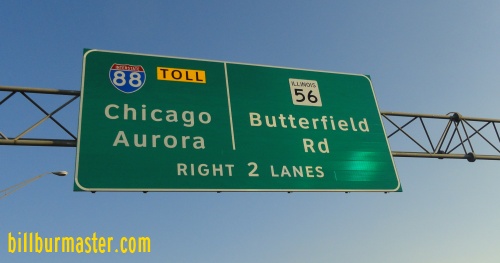 INTERSTATE
88
TOLL
Chicago
Aurora
ILLINOIS
56
Butterfield
Rd
RIGHT 2 LANES
billburmaster.com